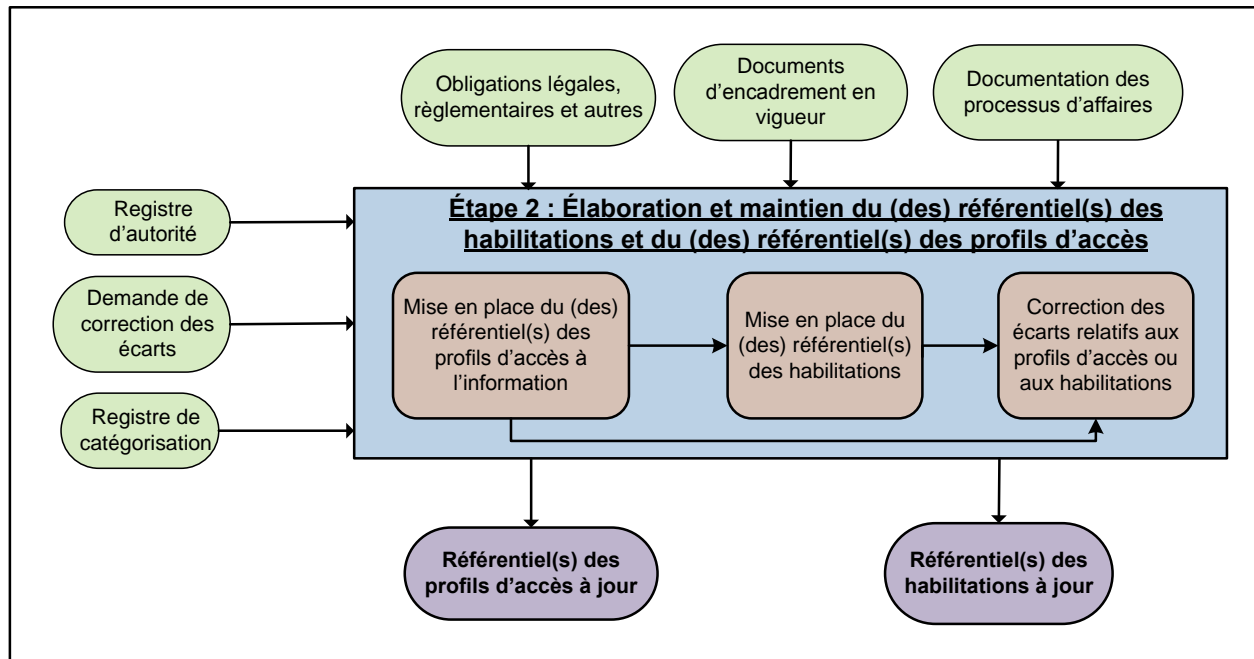 Obligations légales,
règlementaires et autres
Documents
d’encadrement en
vigueur
Documentation des
processus d’affaires
Registre
d’autorité
Demande de
correction des
écarts
Registre de
catégorisation
Étape 2 : Élaboration et maintien du (des) référentiel(s) des
habilitations et du (des) référentiel(s) des profils d’accès
Mise en place du (des)
référentiel(s) des
profils d’accès à
l’information
Mise en place du
(des) référentiel(s)
des habilitations
Correction des
écarts relatifs aux
profils d’accès ou
aux habilitations
Référentiel(s) des
profils d’accès à jour
Référentiel(s) des
habilitations à jour